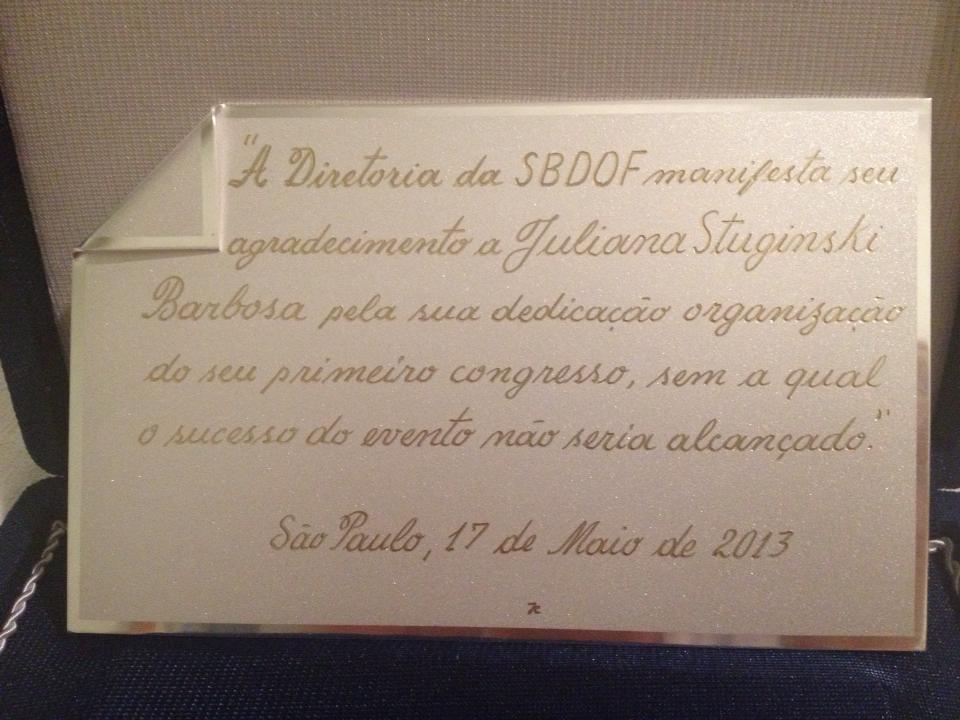 "A Diretoria da SBDOF manifesta seu
agradecimento a Juliana Stuginski
Barbosa pela sua dedicação organização
do seu primeiro congresso, sem a qual
o sucesso do evento não seria alcançado."
São Paulo, 17 de Maio de 2013